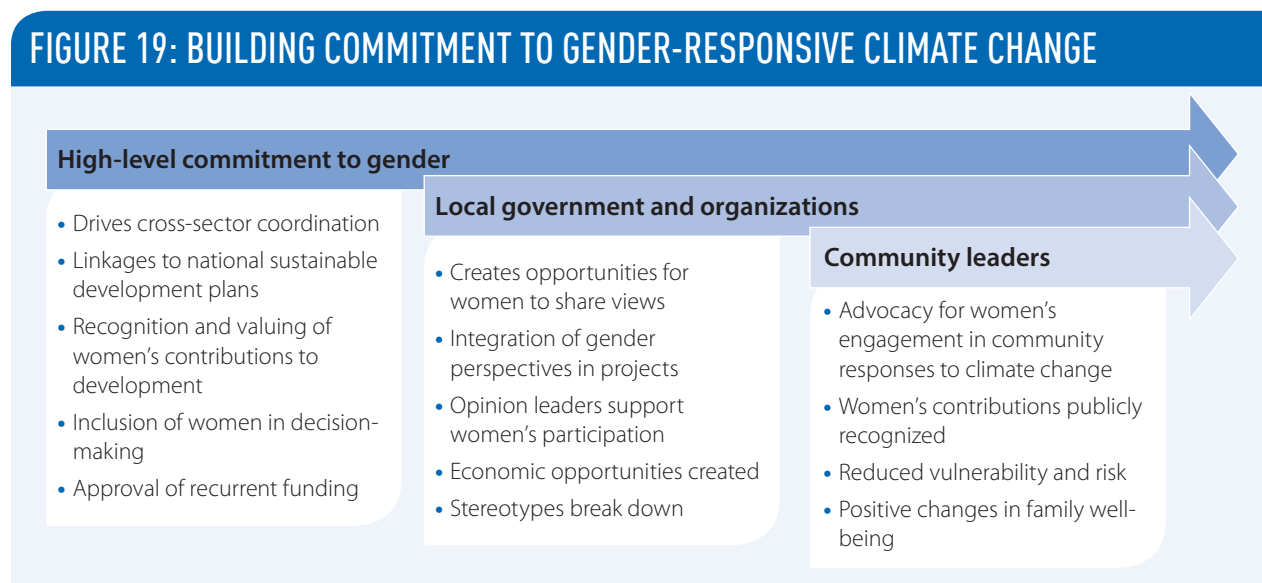 FIGURE 19: BUILDING COMMITMENT TO GENDER-RESPONSIVE CLIMATE CHANGE
High-level commitment to gender
• Drives cross-sector coordination
• Linkages to national sustainable
development plans
• Recognition and valuing of
women’s contributions to
development
• Inclusion of women in decision-
making
• Approval of recurrent funding
Local government and organizations
• Creates opportunities for
women to share views
• Integration of gender
perspectives in projects
• Opinion leaders support
women’s participation
• Economic opportunities created
• Stereotypes break down
Community leaders
• Advocacy for women’s
engagement in community
responses to climate change
• Women’s contributions publicly
recognized
• Reduced vulnerability and risk
• Positive changes in family well-
being